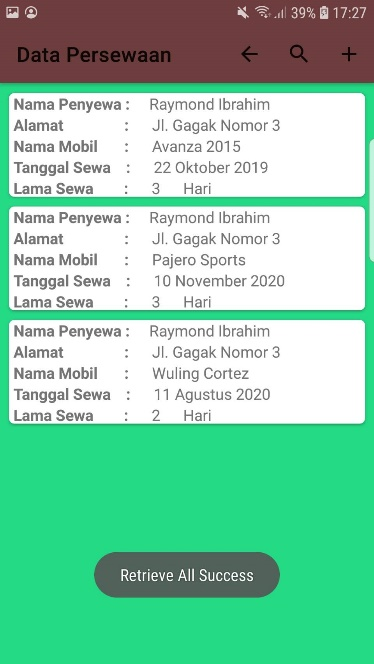 39% 17:27
Data Persewaan
Nama Penyewa : Raymond Ibrahim
Alamat : Jl. Gagak Nomor 3
Nama Mobil : Avanza 2015
Tanggal Sewa : 22 Oktober 2019
Lama Sewa : 3 Hari
Nama Penyewa : Raymond Ibrahim
Alamat : Jl. Gagak Nomor 3
Nama Mobil : Pajero Sports
Tanggal Sewa : 10 November 2020
Lama Sewa : 3 Hari
Nama Penyewa : Raymond Ibrahim
Alamat : Jl. Gagak Nomor 3
Nama Mobil : Wuling Cortez
Tanggal Sewa : 11 Agustus 2020
Lama Sewa : 2 Hari
Retrieve All Success